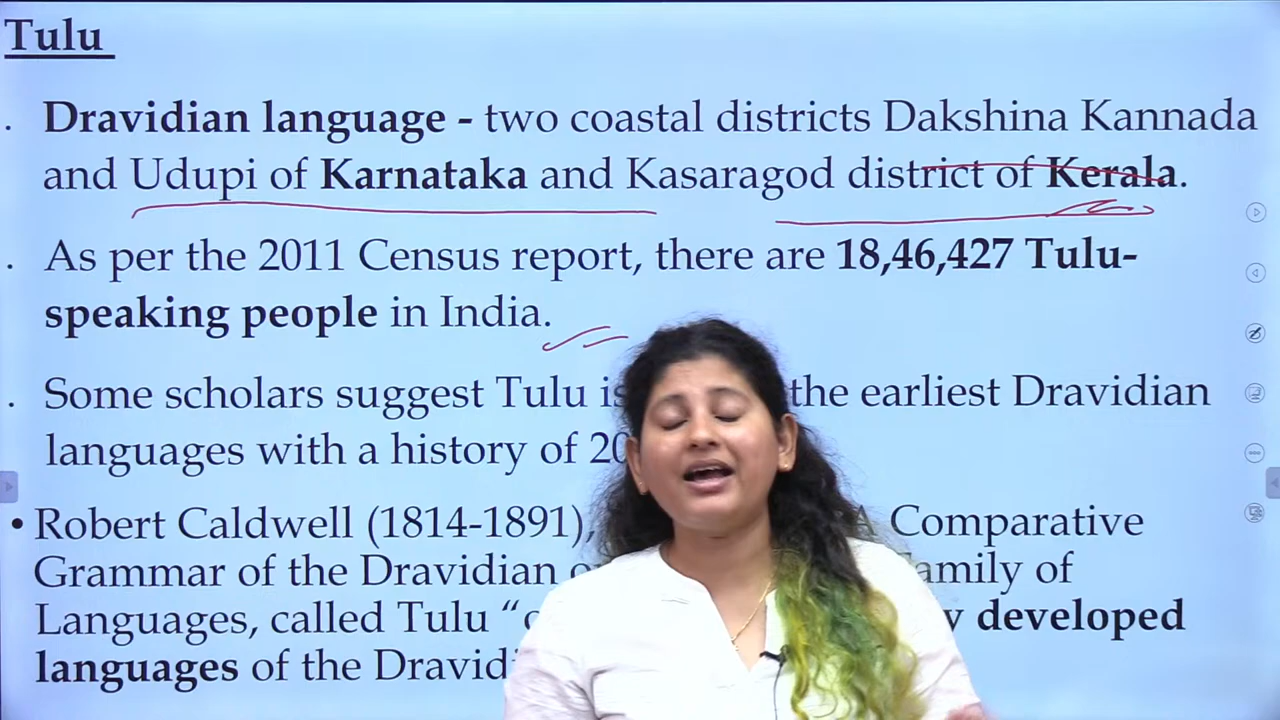 Tulu
. Dravidian language - two coastal districts Dakshina Kannada
and Udupi of Karnataka and Kasaragod district of Kerala.
. As per the 2011 Census report, there are 18,46,427 Tulu-
speaking people in India.
. Some scholars suggest Tulu is the earliest Dravidian
languages with a history of 20
• Robert Caldwell (1814-1891), A Comparative
Grammar of the Dravidian Family of
Languages, called Tulu “ developed
languages of the